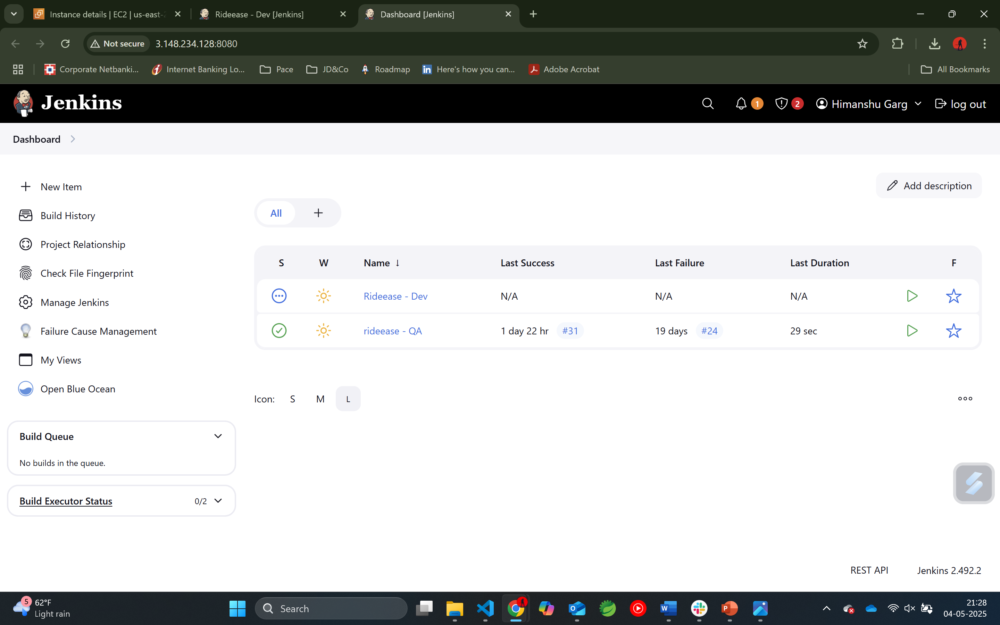 Instance details | EC2 | us-east-2
Rideease - Dev [Jenkins]
Dashboard [Jenkins]
Not secure
3.148.234.128:8080
Corporate Netbanki...
Internet Banking Lo...
Pace
JD&Co
Roadmap
Here's how you can...
Adobe Acrobat
All Bookmarks
Jenkins
1
2
Himanshu Garg
log out
Dashboard
New Item
Build History
Project Relationship
Check File Fingerprint
Manage Jenkins
Failure Cause Management
My Views
Open Blue Ocean
Build Queue
No builds in the queue.
Build Executor Status 0/2
Add description
All
S W Name ↓ Last Success Last Failure Last Duration F
Rideease - Dev N/A N/A N/A
rideease - QA 1 day 22 hr #31 19 days #24 29 sec
Icon: S M L
REST API Jenkins 2.492.2
5
62°F
Light rain
Search
21:28
04-05-2025